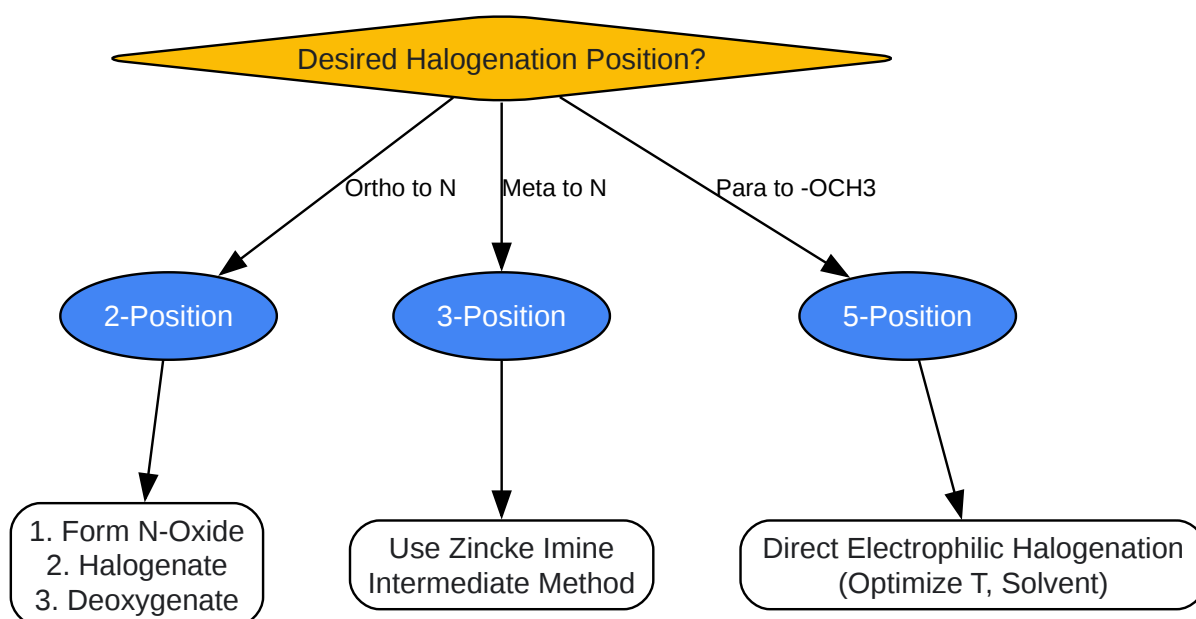 Desired Halogenation Position?
Ortho to N
Meta to N
Para to -OCH3
2-Position
3-Position
5-Position
1. Form N-Oxide
2. Halogenate
3. Deoxygenate
Use Zincke Imine
Intermediate Method
Direct Electrophilic Halogenation
(Optimize T, Solvent)